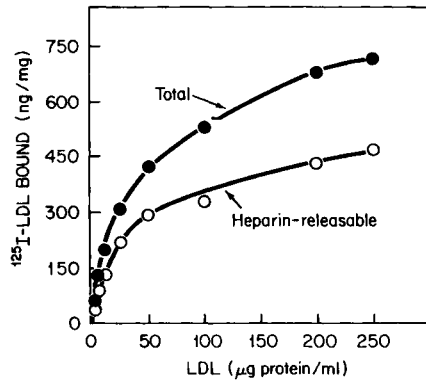 ¹²⁵I-LDL BOUND (ng/mg)
750
600
450
300
150
0
Total
Heparin-releasable
0 50 100 150 200 250
LDL (μg protein/ml)